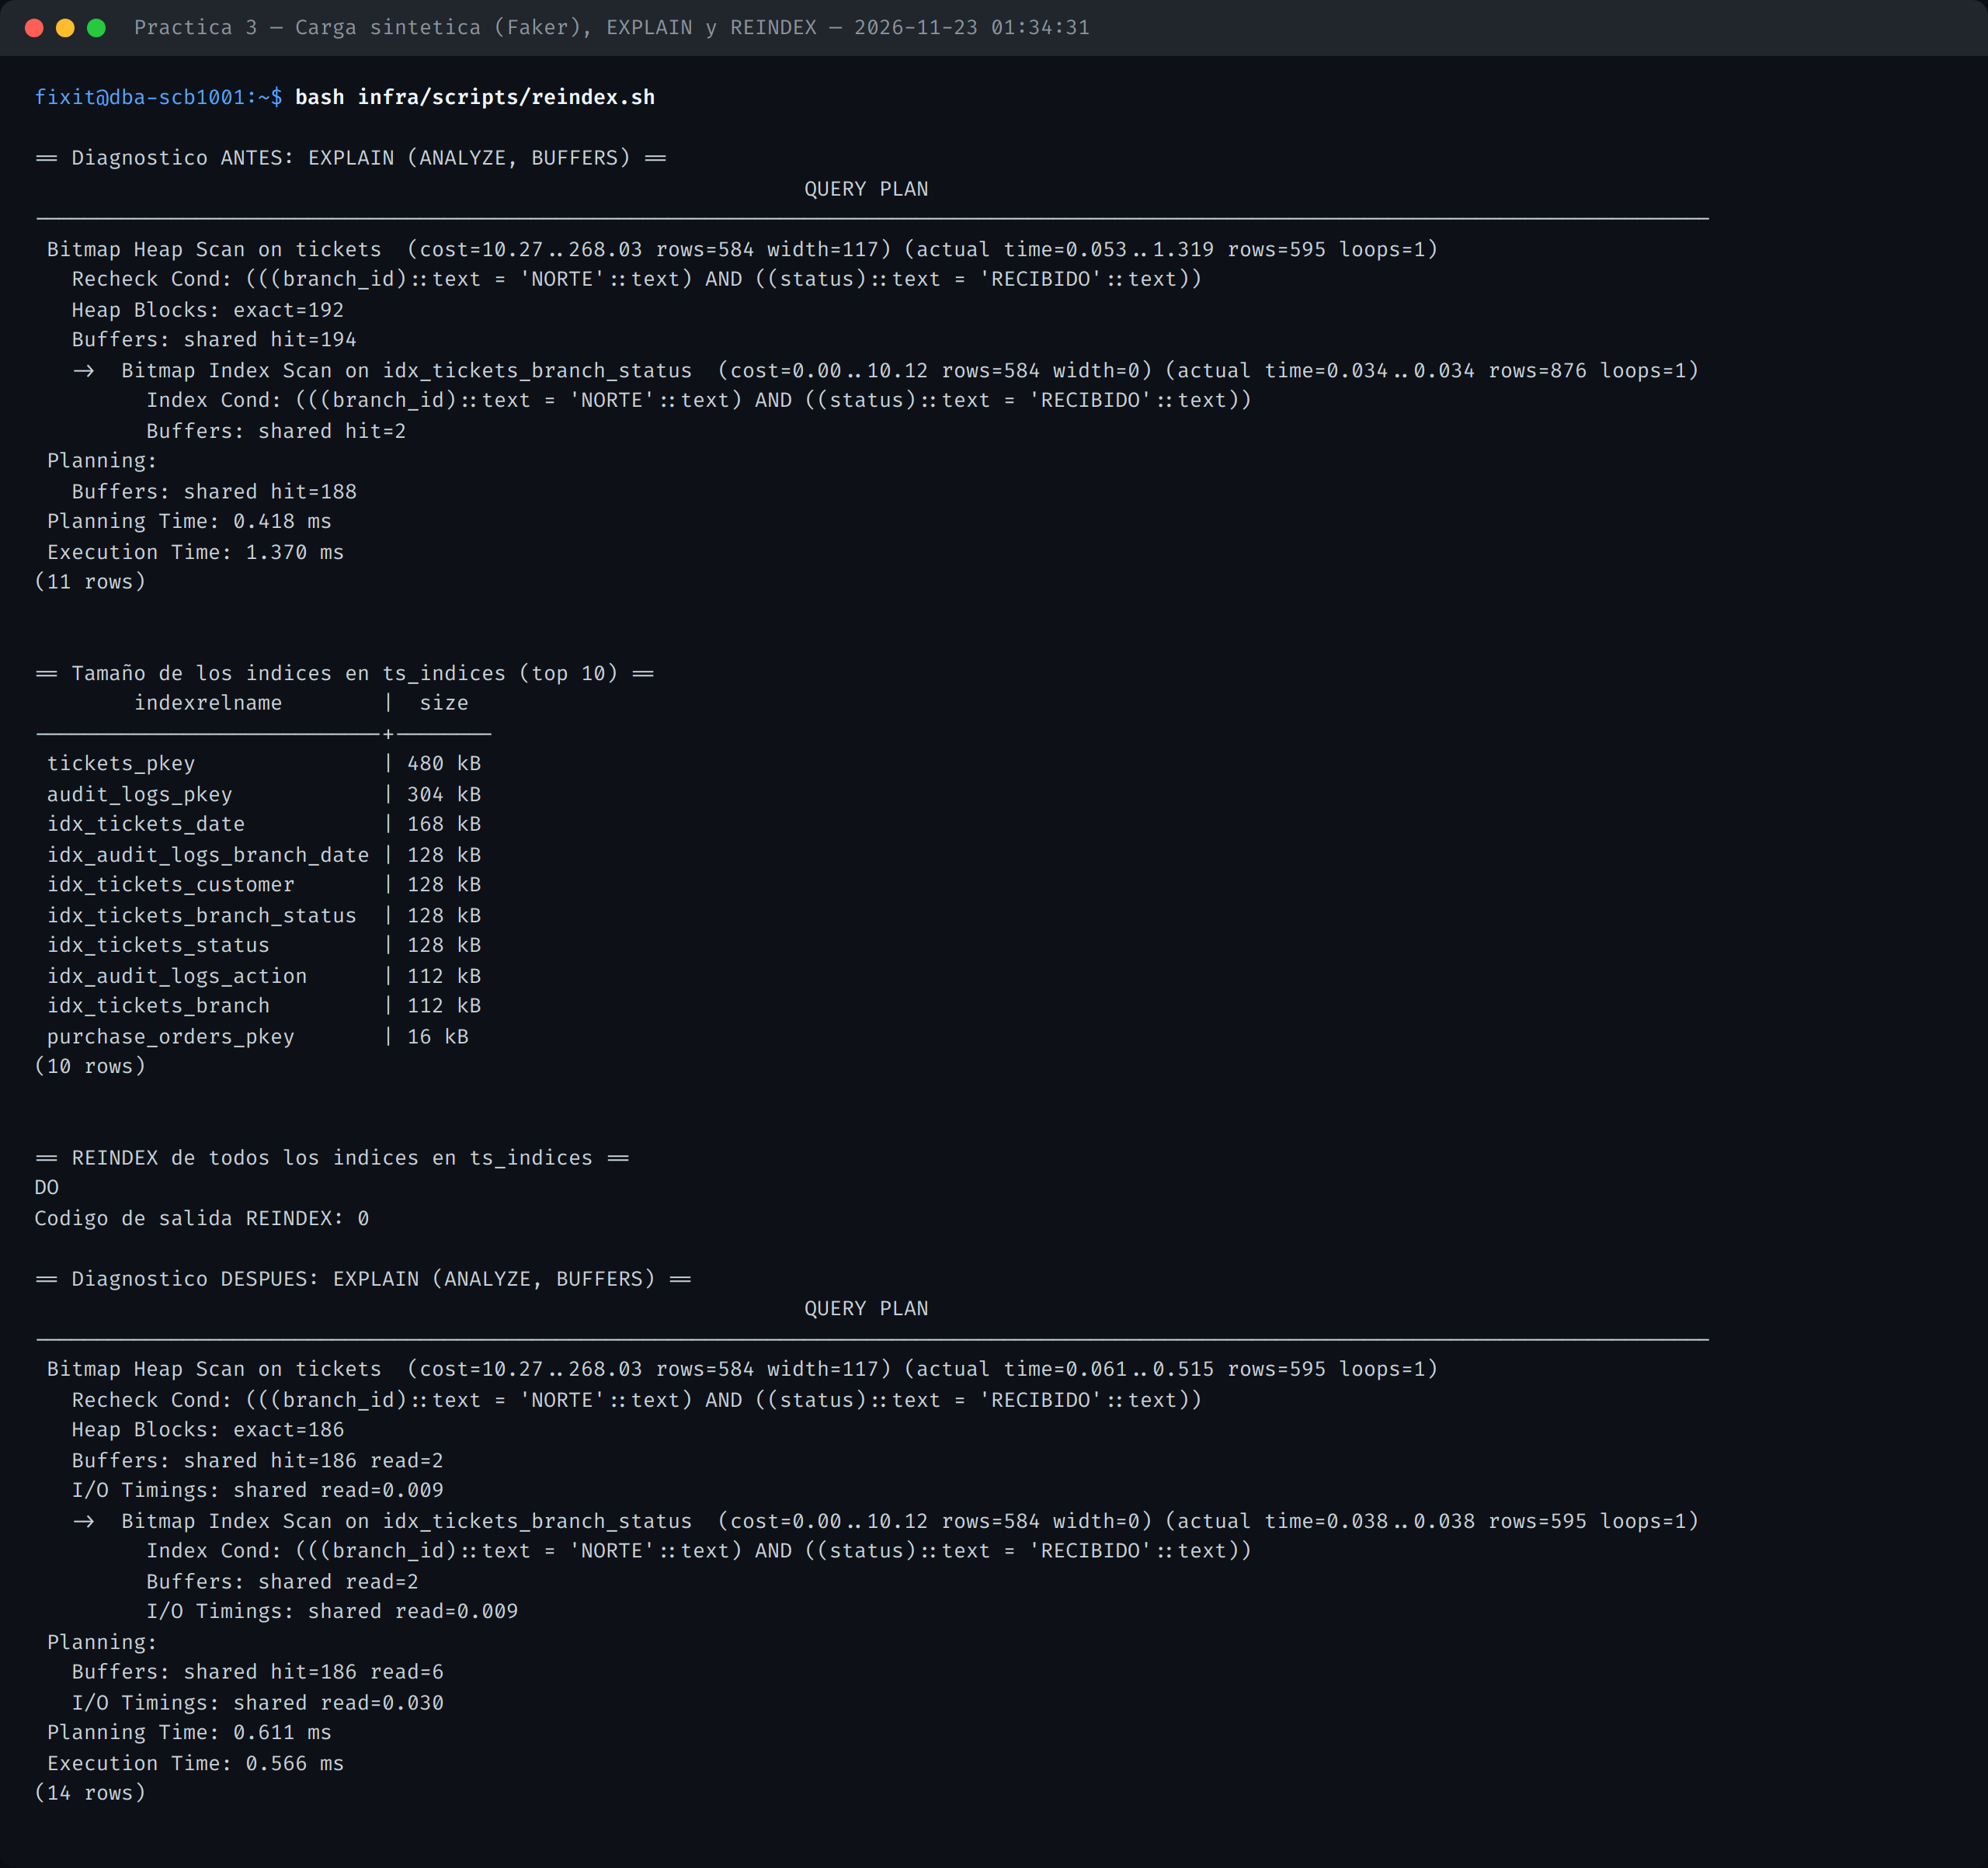 Practica 3 — Carga sintetica (Faker), EXPLAIN y REINDEX — 2026-11-23 01:34:31
fixit@dba-scb1001:~$ bash infra/scripts/reindex.sh
== Diagnostico ANTES: EXPLAIN (ANALYZE, BUFFERS) ==
QUERY PLAN
Bitmap Heap Scan on tickets  (cost=10.27..268.03 rows=584 width=117) (actual time=0.053..1.319 rows=595 loops=1)
Recheck Cond: (((branch_id)::text = 'NORTE'::text) AND ((status)::text = 'RECIBIDO'::text))
Heap Blocks: exact=192
Buffers: shared hit=194
->  Bitmap Index Scan on idx_tickets_branch_status  (cost=0.00..10.12 rows=584 width=0) (actual time=0.034..0.034 rows=876 loops=1)
Index Cond: (((branch_id)::text = 'NORTE'::text) AND ((status)::text = 'RECIBIDO'::text))
Buffers: shared hit=2
Planning:
Buffers: shared hit=188
Planning Time: 0.418 ms
Execution Time: 1.370 ms
(11 rows)
== Tamaño de los indices en ts_indices (top 10) ==
indexrelname | size
tickets_pkey | 480 kB
audit_logs_pkey | 304 kB
idx_tickets_date | 168 kB
idx_audit_logs_branch_date | 128 kB
idx_tickets_customer | 128 kB
idx_tickets_branch_status | 128 kB
idx_tickets_status | 128 kB
idx_audit_logs_action | 112 kB
idx_tickets_branch | 112 kB
purchase_orders_pkey | 16 kB
(10 rows)
== REINDEX de todos los indices en ts_indices ==
DO
Codigo de salida REINDEX: 0
== Diagnostico DESPUES: EXPLAIN (ANALYZE, BUFFERS) ==
QUERY PLAN
Bitmap Heap Scan on tickets  (cost=10.27..268.03 rows=584 width=117) (actual time=0.061..0.515 rows=595 loops=1)
Recheck Cond: (((branch_id)::text = 'NORTE'::text) AND ((status)::text = 'RECIBIDO'::text))
Heap Blocks: exact=186
Buffers: shared hit=186 read=2
I/O Timings: shared read=0.009
->  Bitmap Index Scan on idx_tickets_branch_status  (cost=0.00..10.12 rows=584 width=0) (actual time=0.038..0.038 rows=595 loops=1)
Index Cond: (((branch_id)::text = 'NORTE'::text) AND ((status)::text = 'RECIBIDO'::text))
Buffers: shared read=2
I/O Timings: shared read=0.009
Planning:
Buffers: shared hit=186 read=6
I/O Timings: shared read=0.030
Planning Time: 0.611 ms
Execution Time: 0.566 ms
(14 rows)